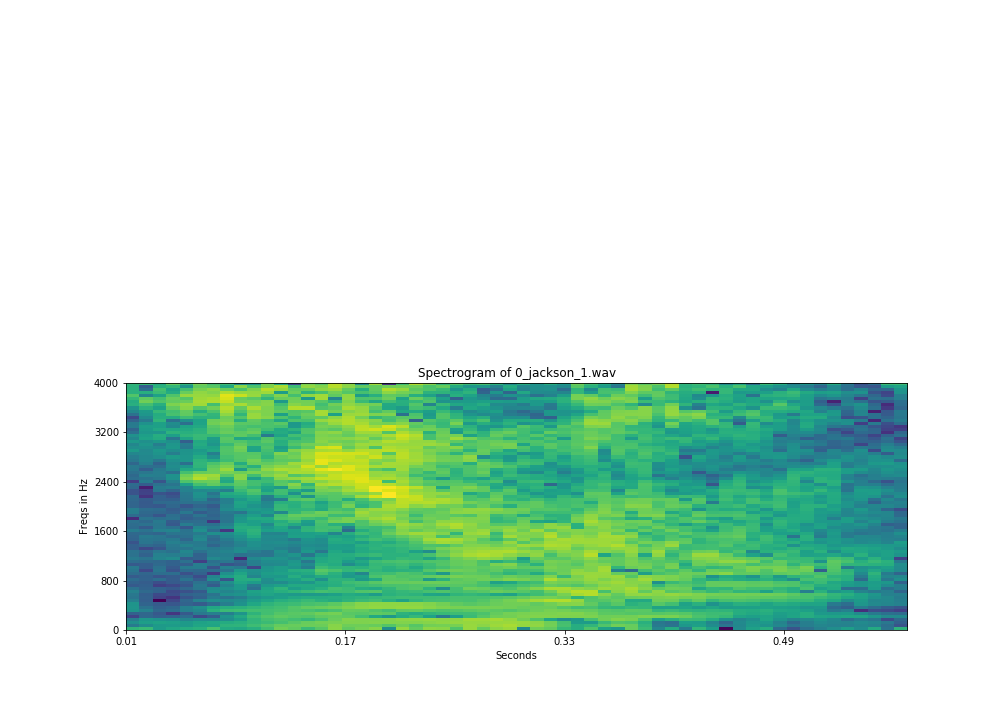 Spectrogram of 0_jackson_1.wav
4000
3200
2400
1600
800
0
Freqs in Hz
0.01 0.17 0.33 0.49
Seconds